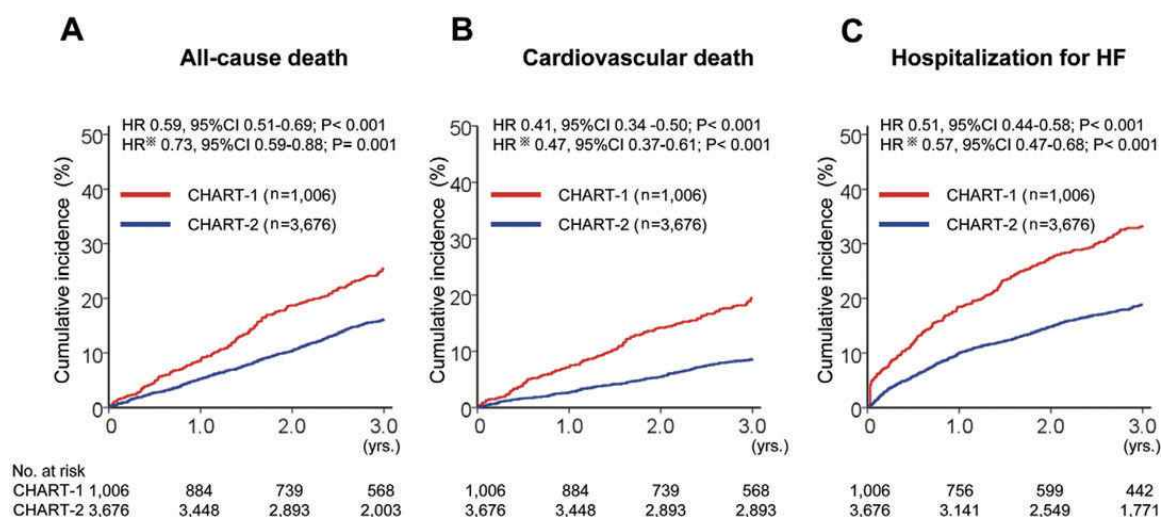 A
All-cause death
HR 0.59, 95%CI 0.51-0.69; P< 0.001
HR※ 0.73, 95%CI 0.59-0.88; P= 0.001
Cumulative incidence (%)
50
40
30
20
10
0
CHART-1 (n=1,006)
CHART-2 (n=3,676)
0 1.0 2.0 3.0
(yrs.)
B
Cardiovascular death
HR 0.41, 95%CI 0.34 -0.50; P< 0.001
HR※ 0.47, 95%CI 0.37-0.61; P< 0.001
Cumulative incidence (%)
50
40
30
20
10
0
CHART-1 (n=1,006)
CHART-2 (n=3,676)
0 1.0 2.0 3.0
(yrs.)
C
Hospitalization for HF
HR 0.51, 95%CI 0.44-0.58; P< 0.001
HR※ 0.57, 95%CI 0.47-0.68; P< 0.001
Cumulative incidence (%)
50
40
30
20
10
0
CHART-1 (n=1,006)
CHART-2 (n=3,676)
0 1.0 2.0 3.0
(yrs.)
No. at risk
CHART-1 1,006 884 739 568 1,006 884 739 568 1,006 756 599 442
CHART-2 3,676 3,448 2,893 2,003 3,676 3,448 2,893 2,893 3,676 3.141 2,549 1,771